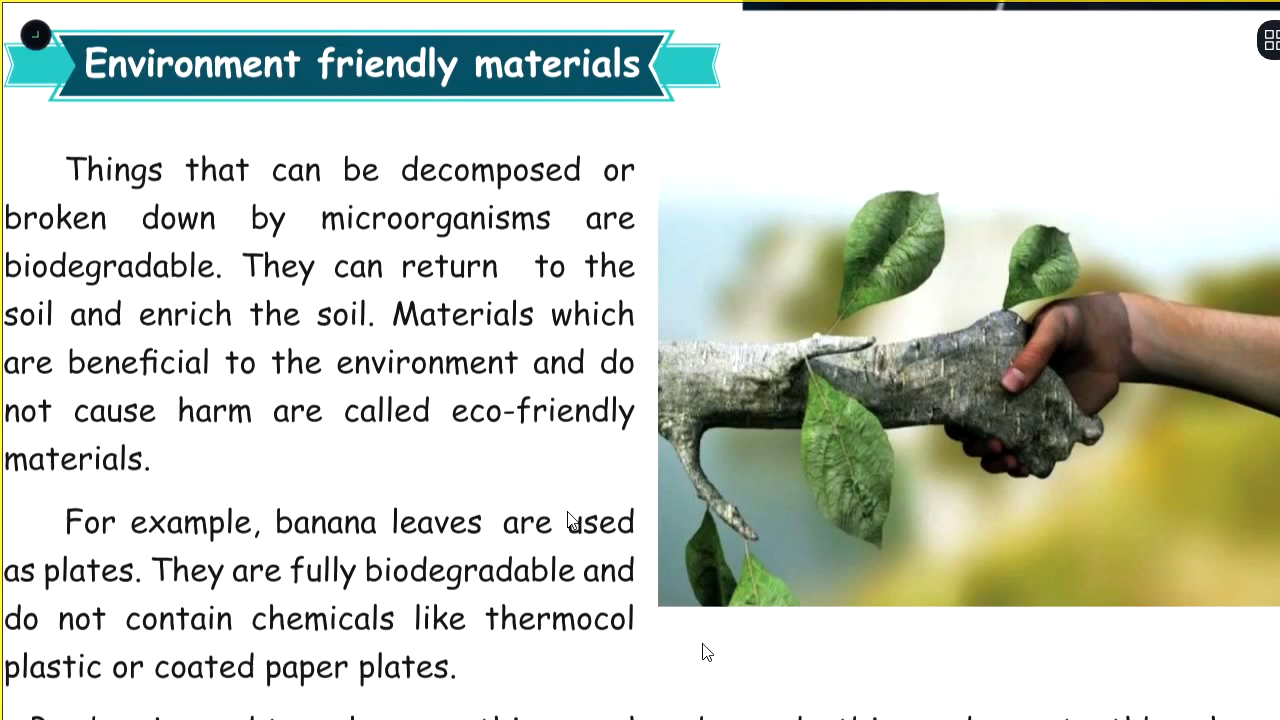 Environment friendly materials
Things that can be decomposed or
broken down by microorganisms are
biodegradable. They can return to the
soil and enrich the soil. Materials which
are beneficial to the environment and do
not cause harm are called eco-friendly
materials.
For example, banana leaves are used
as plates. They are fully biodegradable and
do not contain chemicals like thermocol
plastic or coated paper plates.